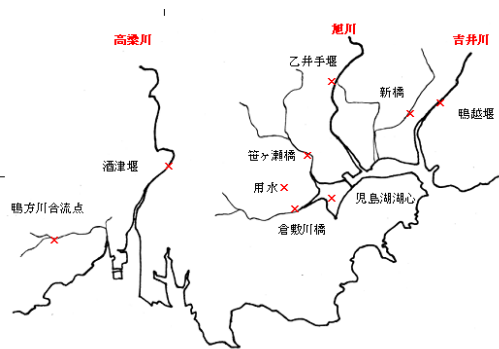 高梁川
旭川
吉井川
乙井手堰
新橋
鴨越堰
酒津堰
笹ヶ瀬橋
用水
児島湖湖心
鴨方川合流点
倉敷川橋